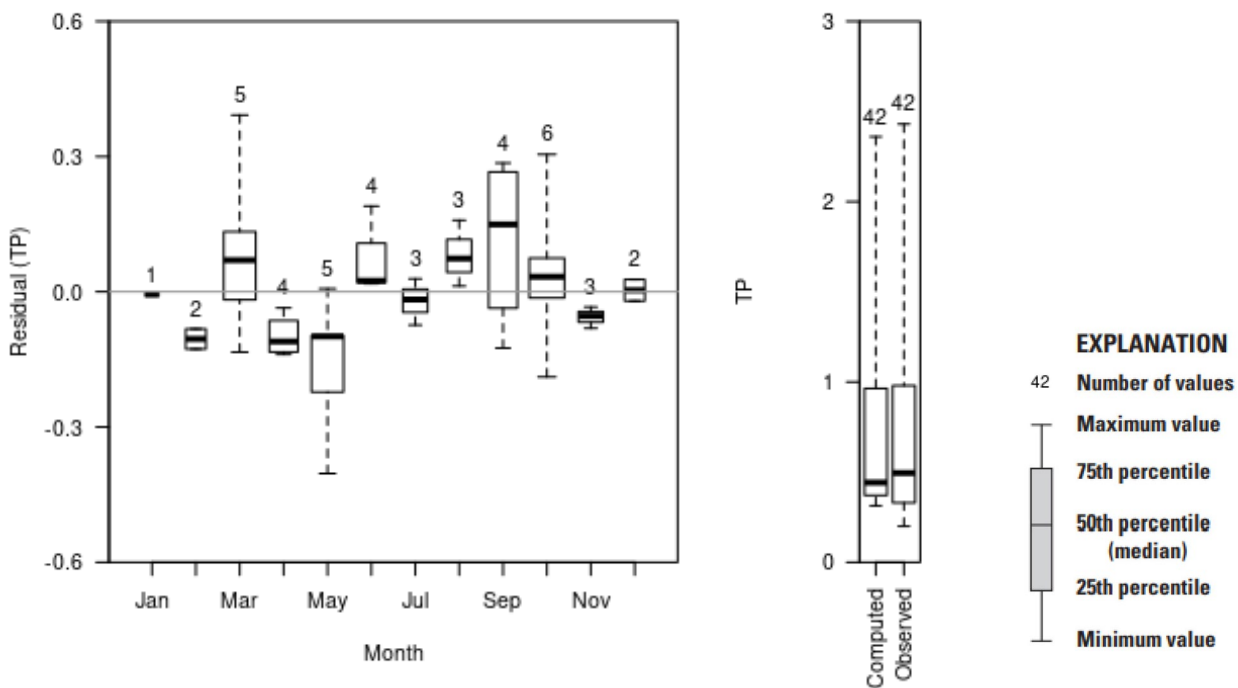 0.6
0.3
0.0
-0.3
-0.6
Residual (TP)
1
2
5
4
5
4
3
3
4
6
3
2
Jan
Mar
May
Jul
Sep
Nov
Month
3
2
1
0
TP
42
42
Computed
Observed
EXPLANATION
42 Number of values
Maximum value
75th percentile
50th percentile
(median)
25th percentile
Minimum value